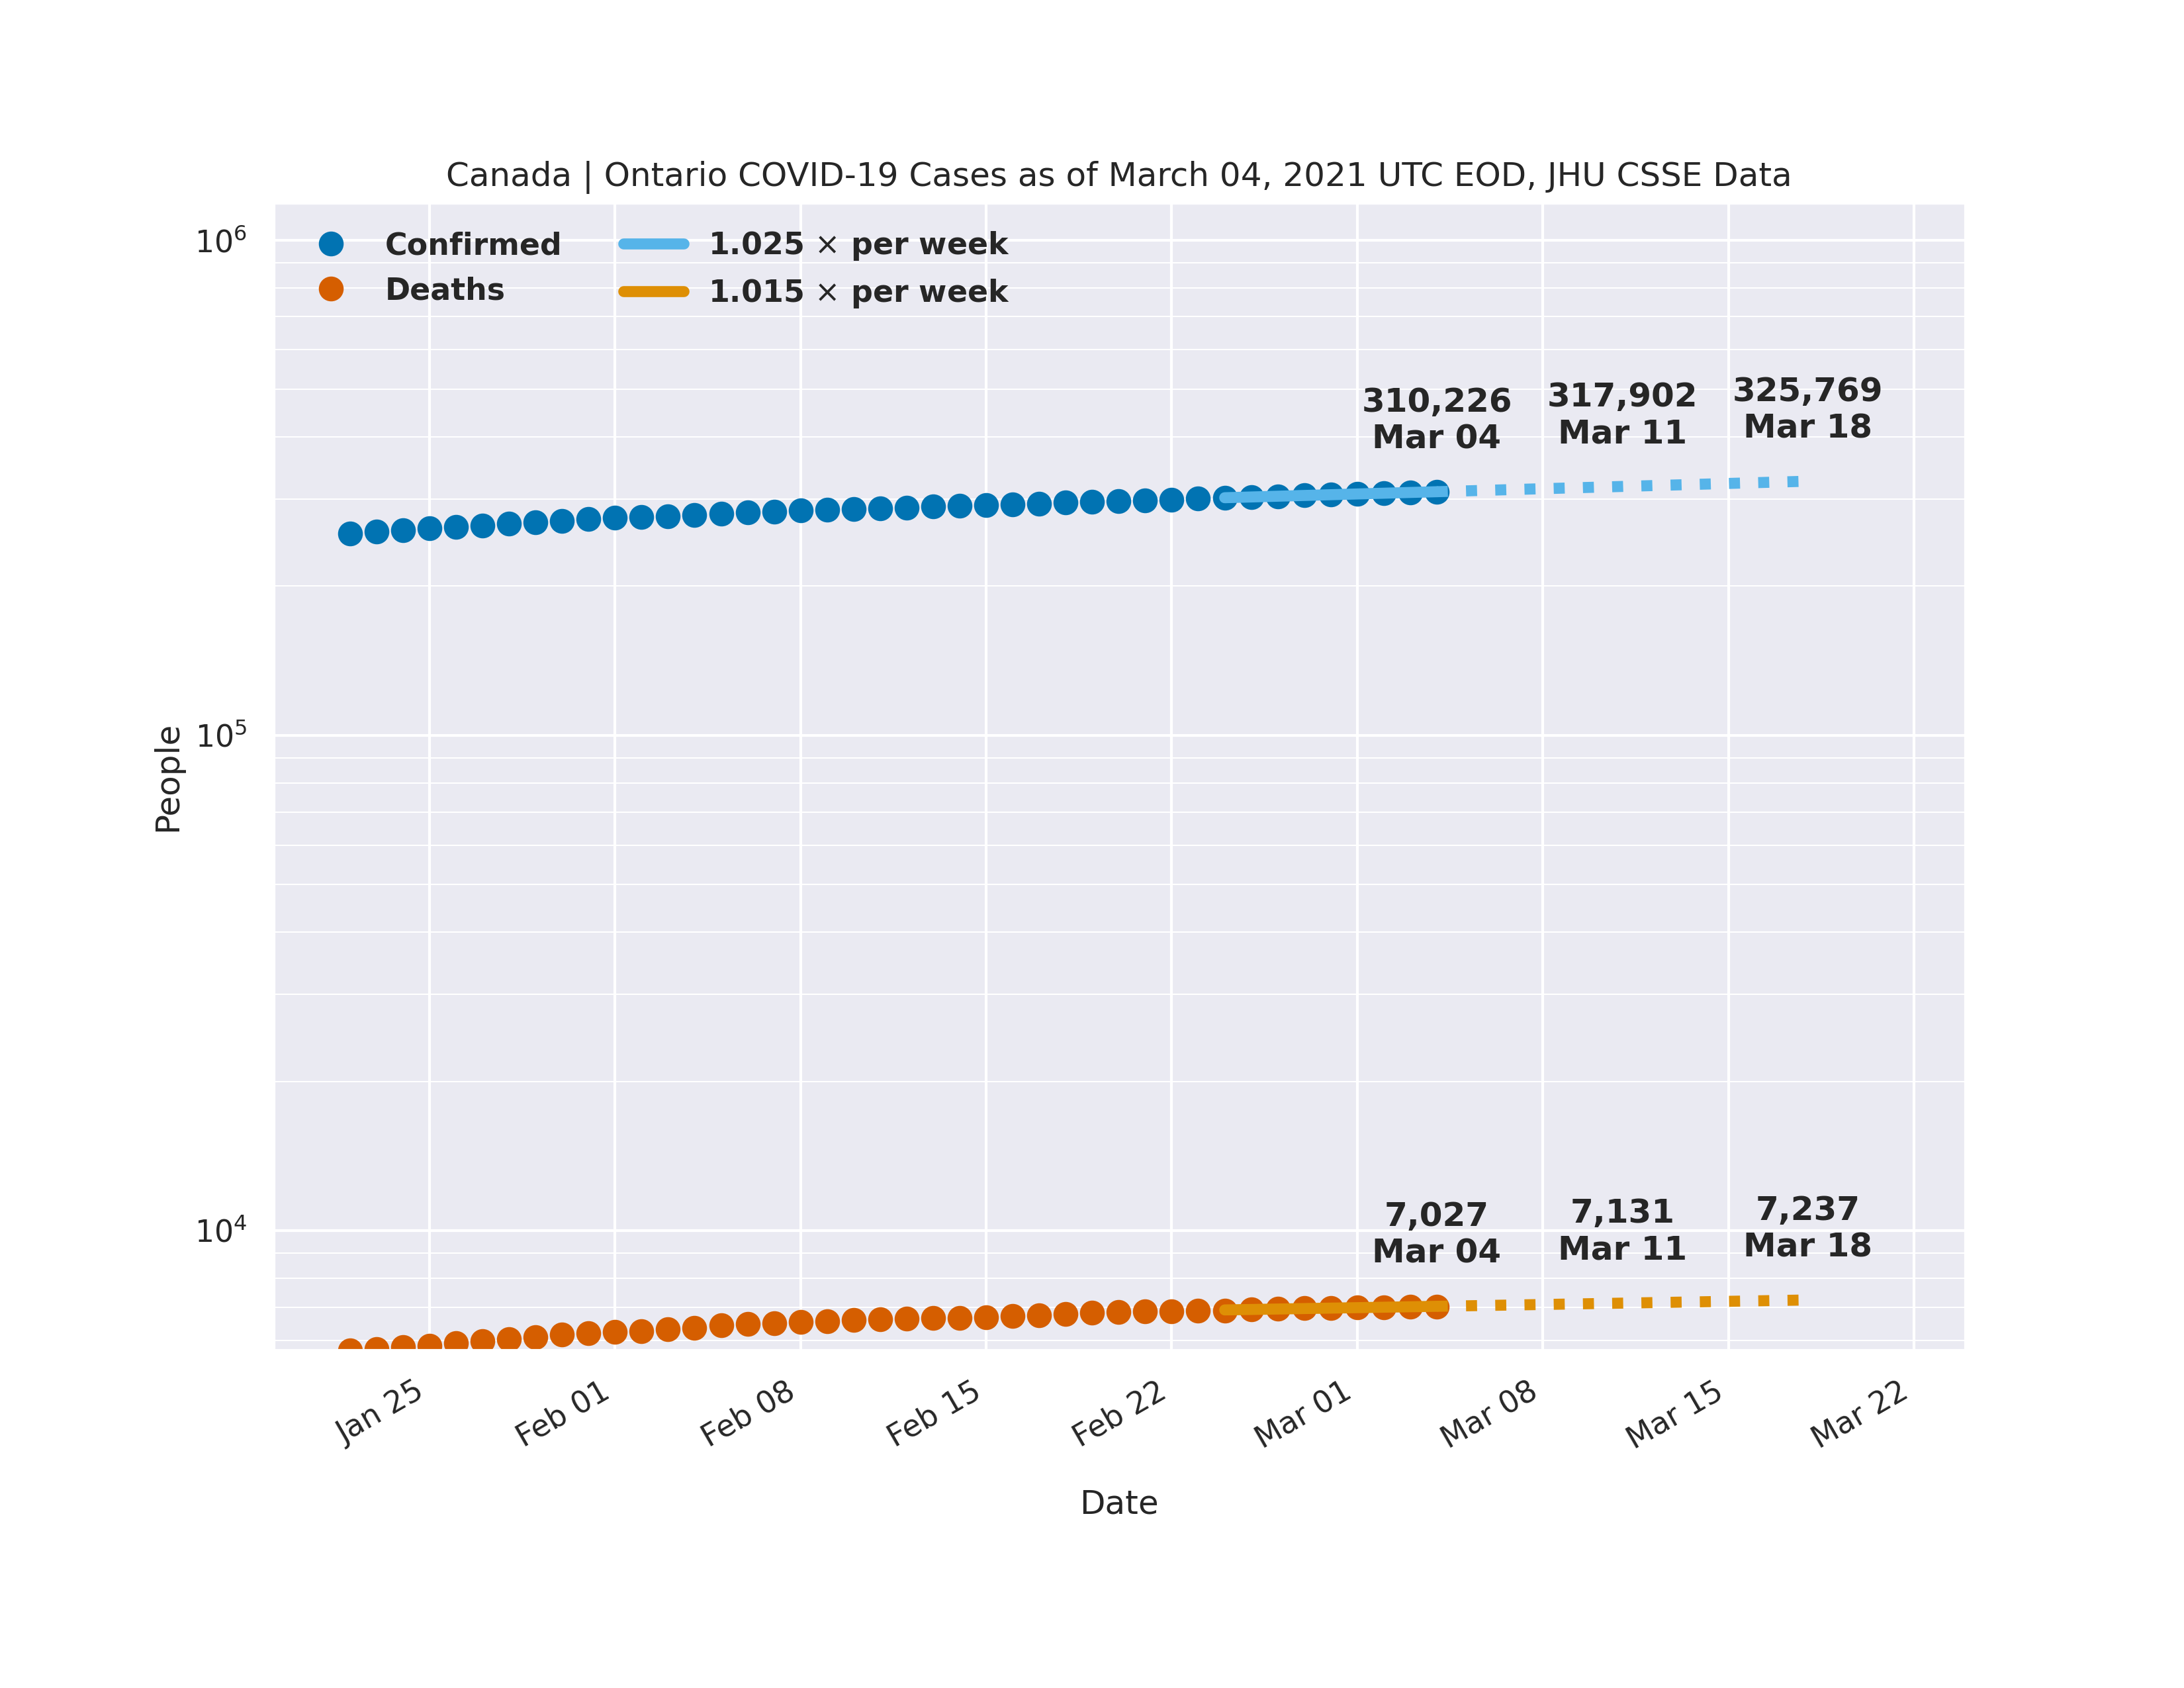 Canada | Ontario COVID-19 Cases as of March 04, 2021 UTC EOD, JHU CSSE Data
Confirmed
Deaths
1.025 × per week
1.015 × per week
10⁶
10⁵
10⁴
People
310,226
Mar 04
317,902
Mar 11
325,769
Mar 18
7,027
Mar 04
7,131
Mar 11
7,237
Mar 18
Jan 25
Feb 01
Feb 08
Feb 15
Feb 22
Mar 01
Mar 08
Mar 15
Mar 22
Date